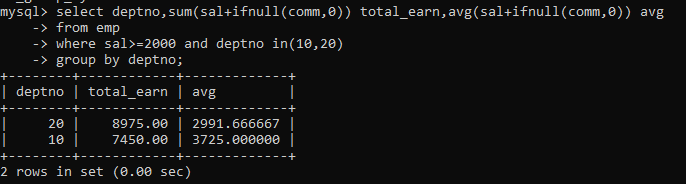 mysql> select deptno,sum(sal+ifnull(comm,0)) total_earn,avg(sal+ifnull(comm,0)) avg
    -> from emp
    -> where sal>=2000 and deptno in(10,20)
    -> group by deptno;
+--------+------------+-------------+
| deptno | total_earn | avg         |
+--------+------------+-------------+
|     20 |    8975.00 | 2991.666667 |
|     10 |    7450.00 | 3725.000000 |
+--------+------------+-------------+
2 rows in set (0.00 sec)